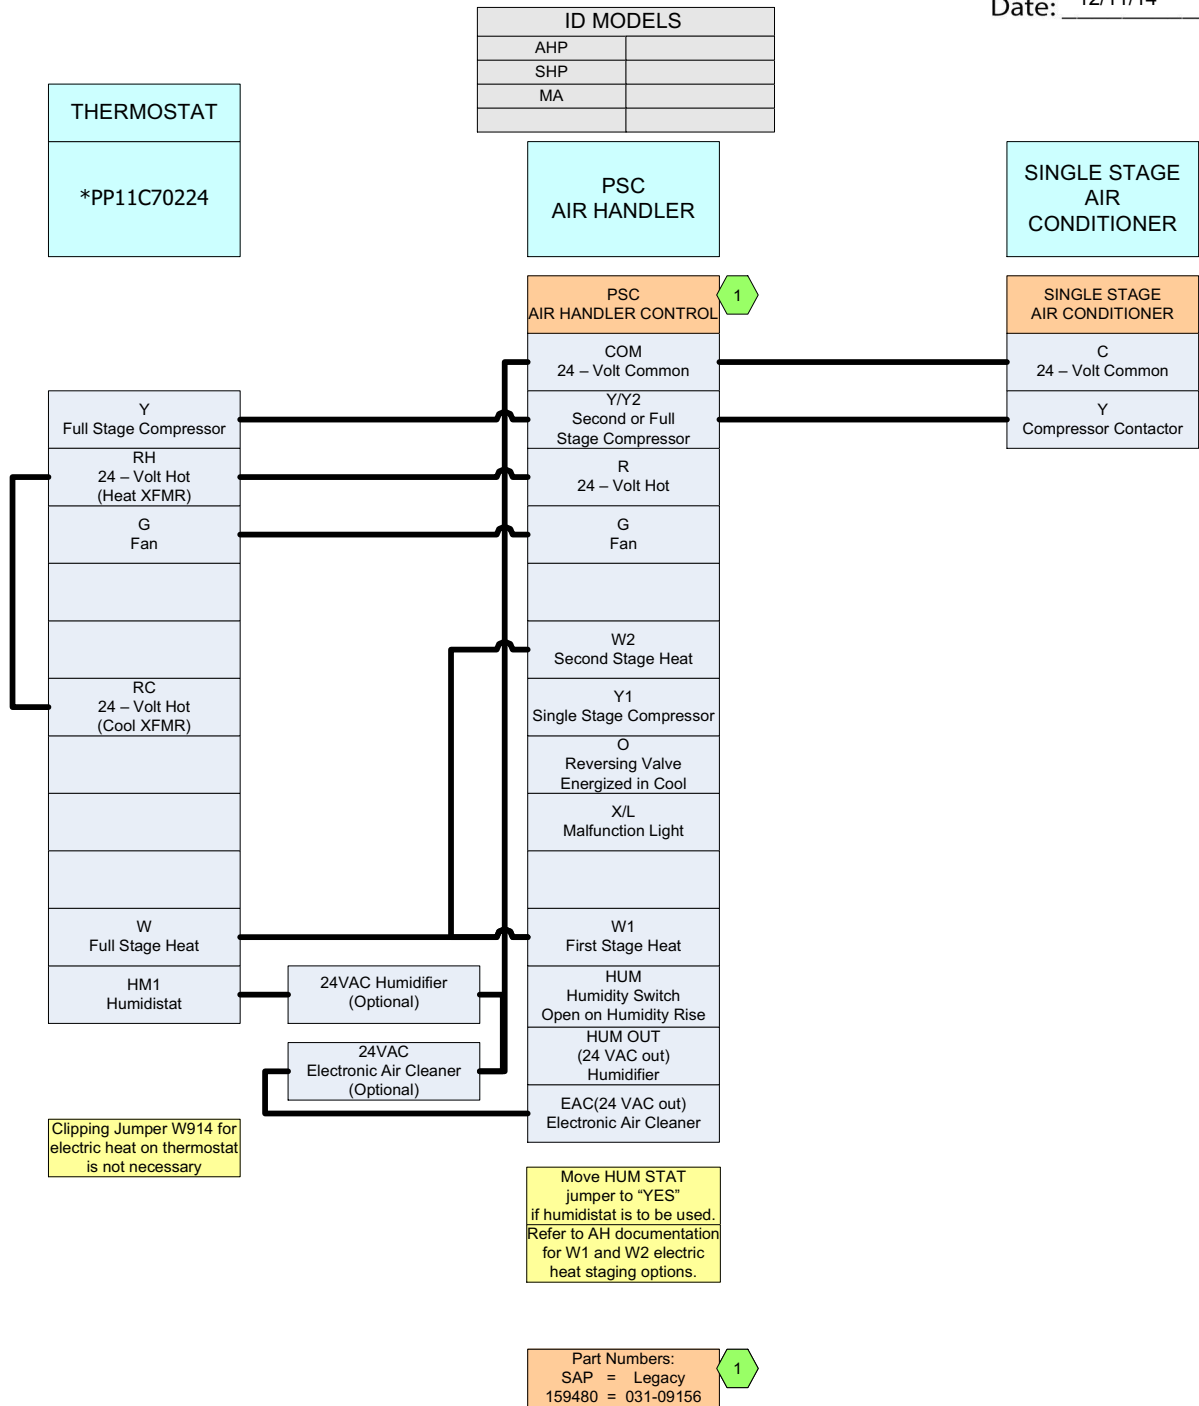 Date: 12/11/14
ID MODELS
AHP
SHP
MA
THERMOSTAT
*PP11C70224
PSC
AIR HANDLER
SINGLE STAGE
AIR
CONDITIONER
PSC
AIR HANDLER CONTROL
1
SINGLE STAGE
AIR CONDITIONER
COM
24 – Volt Common
C
24 – Volt Common
Y
Full Stage Compressor
Y/Y2
Second or Full
Stage Compressor
Y
Compressor Contactor
RH
24 – Volt Hot
(Heat XFMR)
R
24 – Volt Hot
G
Fan
G
Fan
W2
Second Stage Heat
RC
24 – Volt Hot
(Cool XFMR)
Y1
Single Stage Compressor
O
Reversing Valve
Energized in Cool
X/L
Malfunction Light
W
Full Stage Heat
W1
First Stage Heat
HM1
Humidistat
24VAC Humidifier
(Optional)
HUM
Humidity Switch
Open on Humidity Rise
24VAC
Electronic Air Cleaner
(Optional)
HUM OUT
(24 VAC out)
Humidifier
EAC(24 VAC out)
Electronic Air Cleaner
Clipping Jumper W914 for
electric heat on thermostat
is not necessary
Move HUM STAT
jumper to “YES”
if humidistat is to be used.
Refer to AH documentation
for W1 and W2 electric
heat staging options.
Part Numbers:
SAP = Legacy
159480 = 031-09156
1